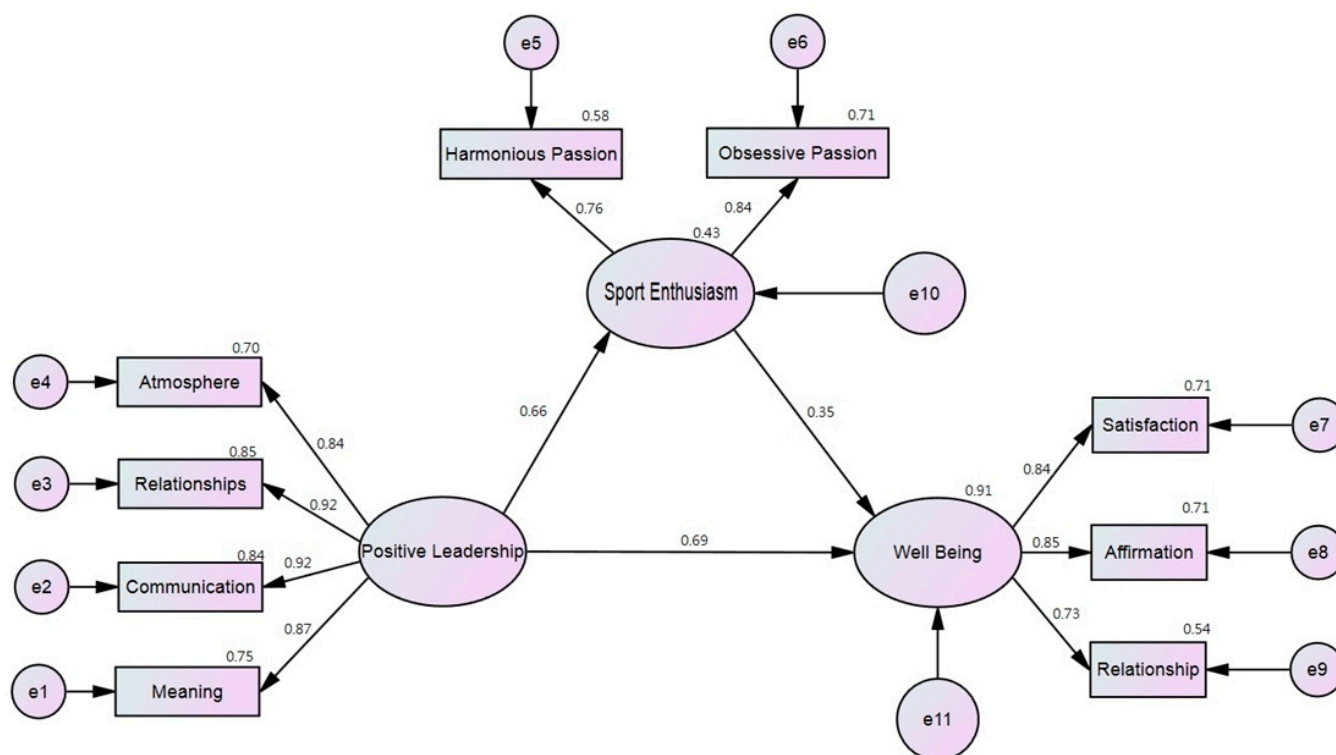 e5
e6
0.58
0.71
Harmonious Passion
Obsessive Passion
0.76
0.84
0.43
Sport Enthusiasm
e10
0.70
e4
Atmosphere
0.66
0.35
0.71
Satisfaction
e7
0.84
0.85
e3
Relationships
0.92
0.84
0.91
0.71
Positive Leadership
0.69
Well Being
0.85
Affirmation
e8
0.84
0.92
e2
Communication
0.87
0.73
0.54
0.75
Relationship
e9
e1
Meaning
e11